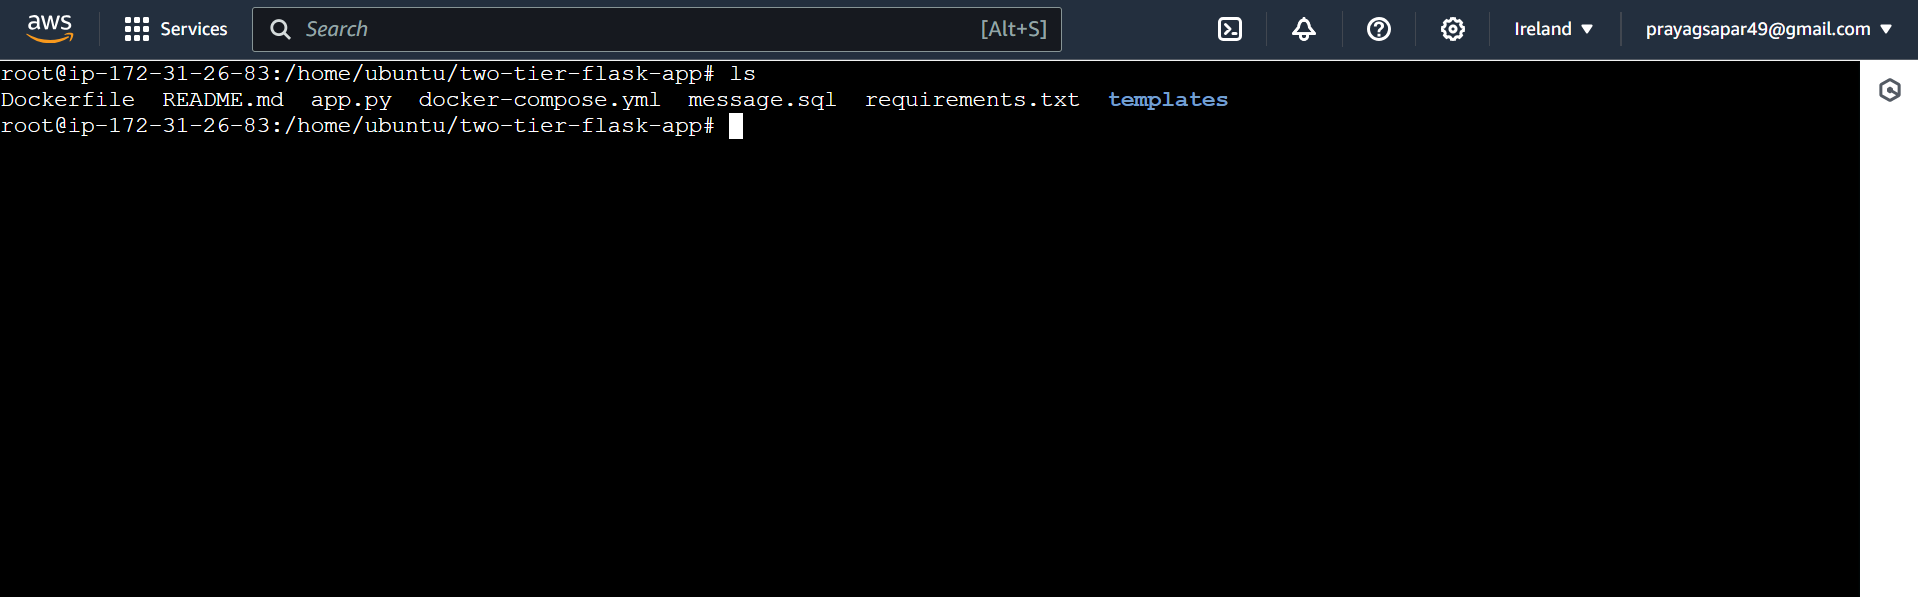 aws Services Search [Alt+S] Ireland prayagsapar49@gmail.com
root@ip-172-31-26-83:/home/ubuntu/two-tier-flask-app# ls
Dockerfile  README.md  app.py  docker-compose.yml  message.sql  requirements.txt  templates
root@ip-172-31-26-83:/home/ubuntu/two-tier-flask-app#